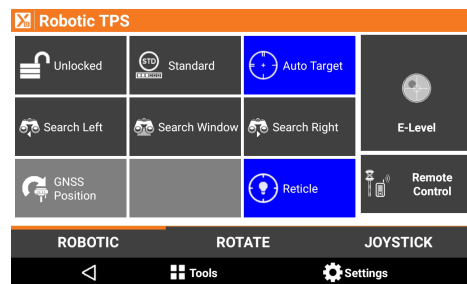 Robotic TPS
Unlocked
STD
Standard
Auto Target
Search Left
Search Window
Search Right
E-Level
GNSS
Position
Reticle
Remote
Control
ROBOTIC
ROTATE
JOYSTICK
Tools
Settings